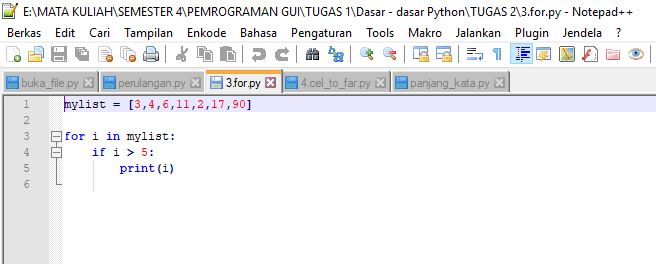 E:\MATA KULIAH\SEMESTER 4\PEMROGRAMAN GUI\TUGAS 1\Dasar - dasar Python\TUGAS 2\3.for.py - Notepad++
Berkas Edit Cari Tampilan Enkode Bahasa Pengaturan Tools Makro Jalankan Plugin Jendela ?
buka_file.py perulangan.py 3.for.py 4.cel_to_far.py panjang_kata.py
1 mylist = [3,4,6,11,2,17,90]
2
3 for i in mylist:
4 if i > 5:
5 print(i)
6